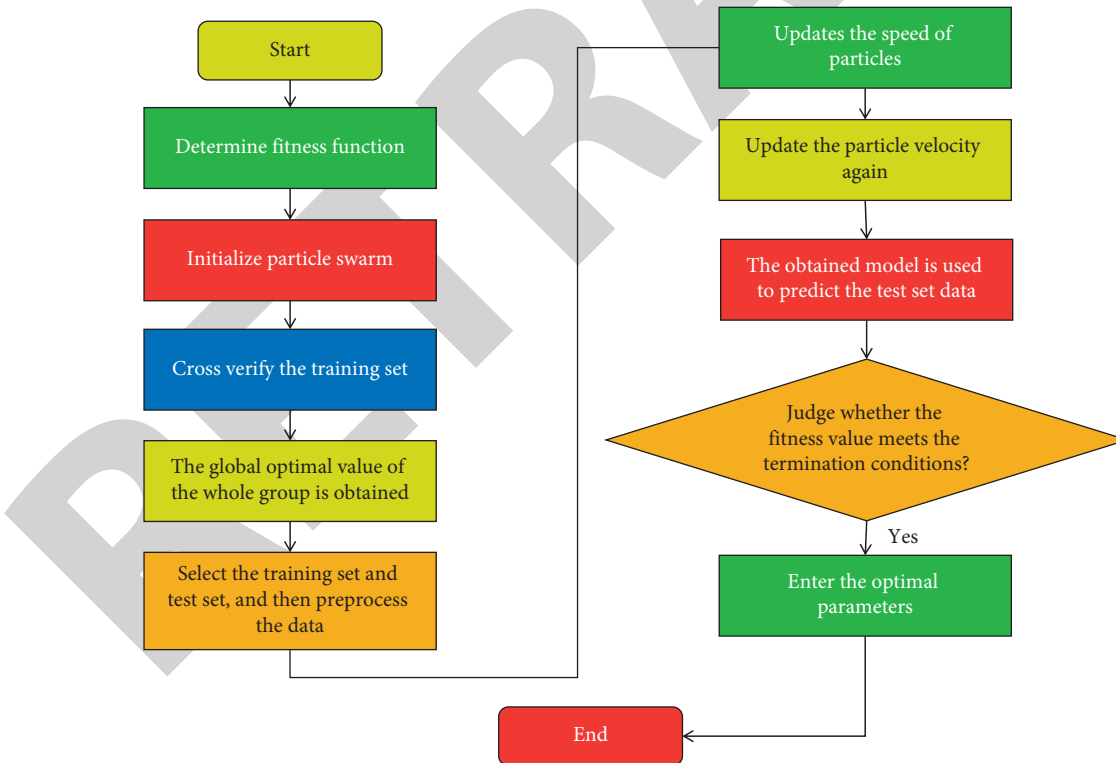 Start
Determine fitness function
Initialize particle swarm
Cross verify the training set
The global optimal value of
the whole group is obtained
Select the training set and
test set, and then preprocess
the data
Updates the speed of
particles
Update the particle velocity
again
The obtained model is used
to predict the test set data
Judge whether the
fitness value meets the
termination conditions?
Yes
Enter the optimal
parameters
End
RETRA